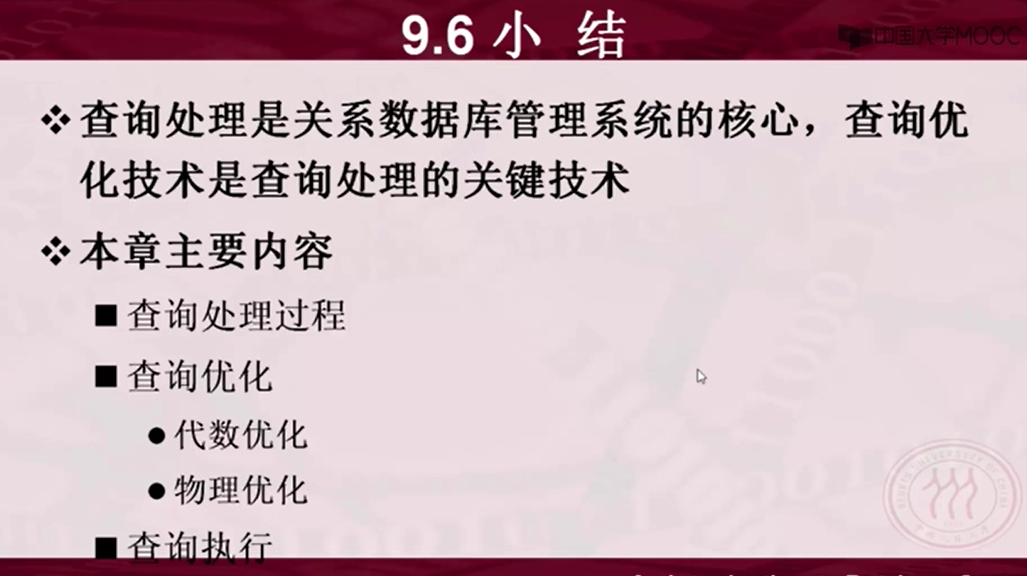 9.6 小 结
中国大学MOOC
查询处理是关系数据库管理系统的核心，查询优
化技术是查询处理的关键技术
本章主要内容
查询处理过程
查询优化
代数优化
物理优化
查询执行